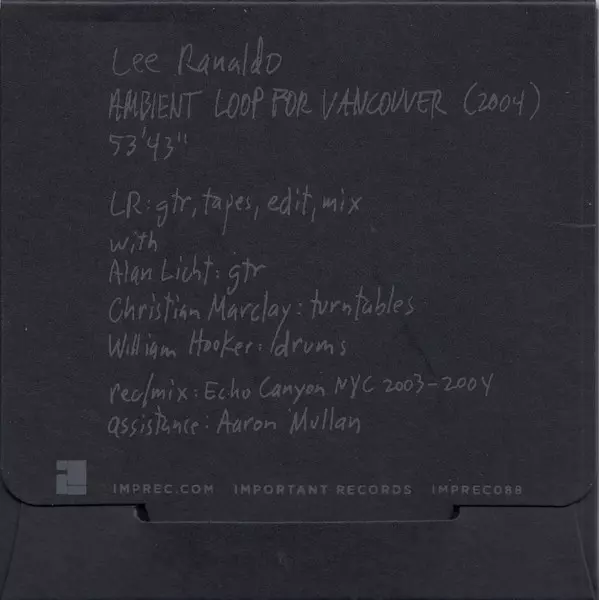 Lee Ranaldo
AMBIENT LOOP FOR VANCOUVER (2004)
53'43"
LR: gtr, tapes, edit, mix
with
Alan Licht: gtr
Christian Marclay: turntables
William Hooker: drums
rec/mix: Echo Canyon NYC 2003-2004
assistance: Aaron Mullan
IMPREC.COM IMPORTANT RECORDS IMPREC088